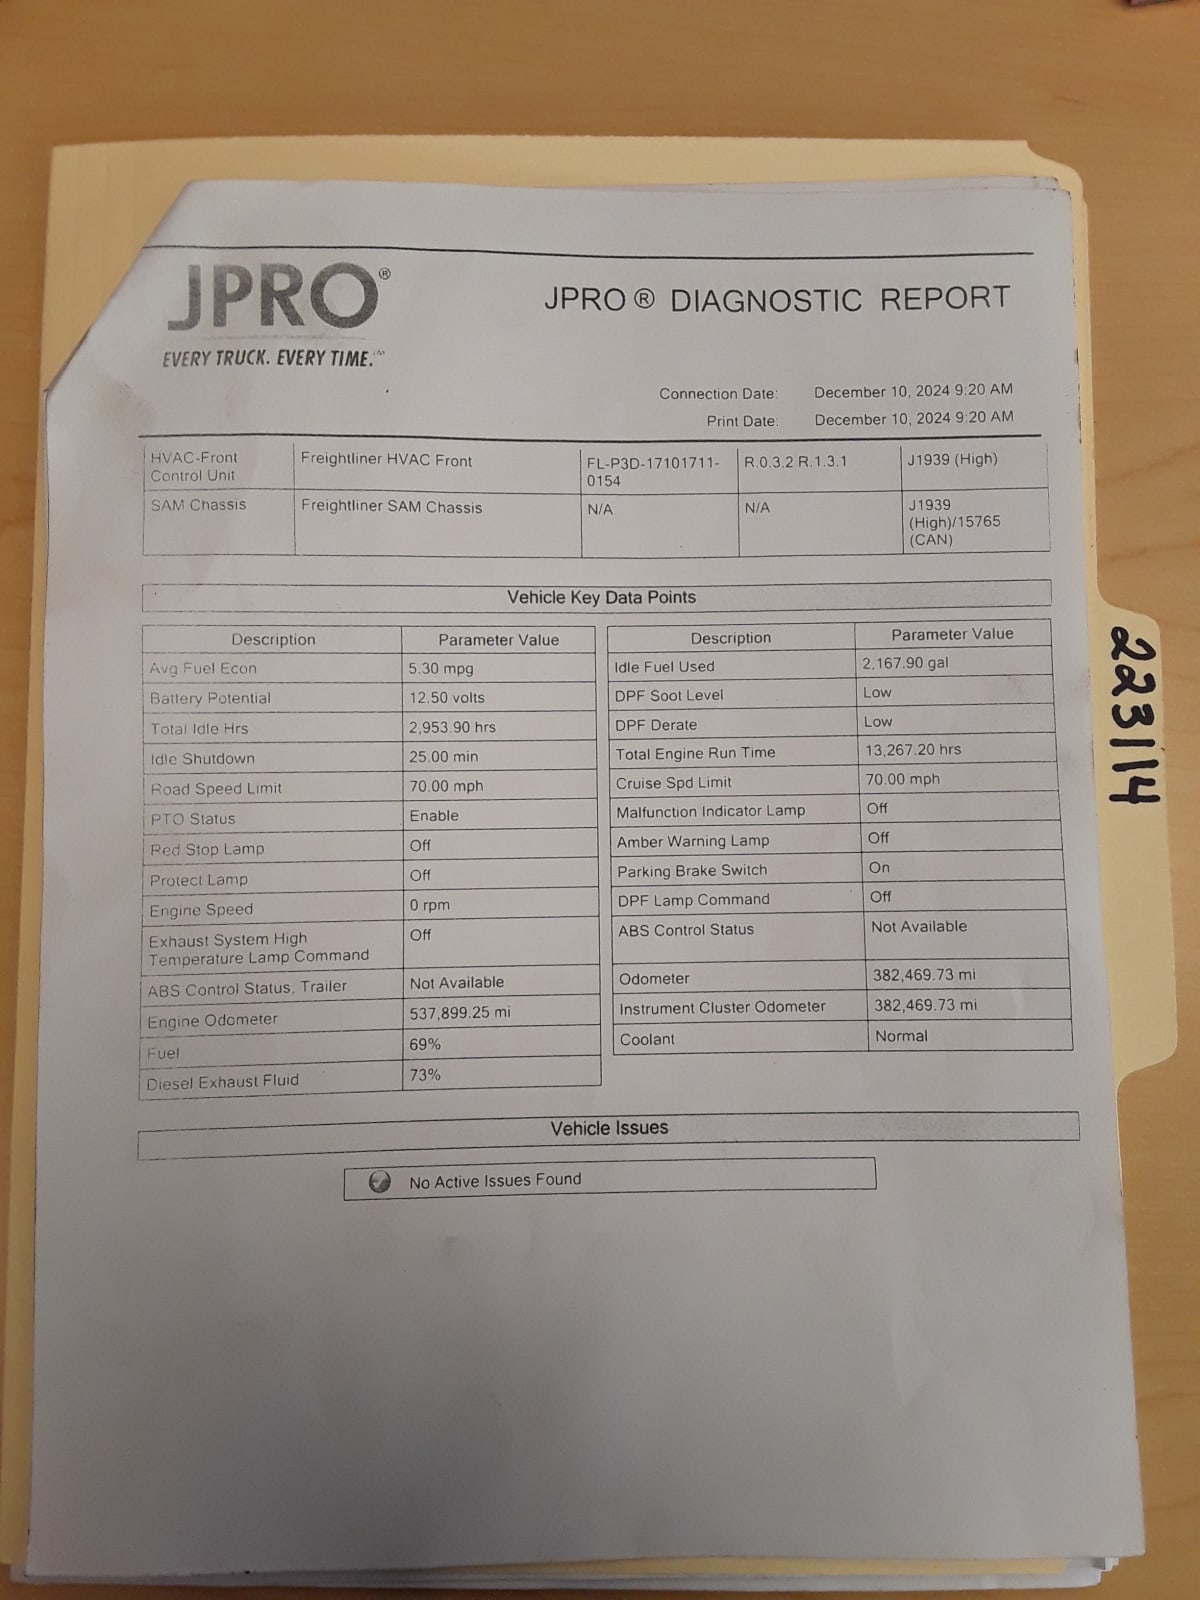 JPRO®
EVERY TRUCK. EVERY TIME.℠
JPRO® DIAGNOSTIC REPORT
Connection Date: December 10, 2024 9:20 AM
Print Date: December 10, 2024 9:20 AM
HVAC-Front Control Unit Freightliner HVAC Front FL-P3D-17101711-0154 R.0.3.2 R.1.3.1 J1939 (High)
SAM Chassis Freightliner SAM Chassis N/A N/A J1939 (High)/15765 (CAN)
Vehicle Key Data Points
Description Parameter Value
Avg Fuel Econ 5.30 mpg
Battery Potential 12.50 volts
Total Idle Hrs 2,953.90 hrs
Idle Shutdown 25.00 min
Road Speed Limit 70.00 mph
PTO Status Enable
Red Stop Lamp Off
Protect Lamp Off
Engine Speed 0 rpm
Exhaust System High Temperature Lamp Command Off
ABS Control Status, Trailer Not Available
Engine Odometer 537,899.25 mi
Fuel 69%
Diesel Exhaust Fluid 73%
Description Parameter Value
Idle Fuel Used 2,167.90 gal
DPF Soot Level Low
DPF Derate Low
Total Engine Run Time 13,267.20 hrs
Cruise Spd Limit 70.00 mph
Malfunction Indicator Lamp Off
Amber Warning Lamp Off
Parking Brake Switch On
DPF Lamp Command Off
ABS Control Status Not Available
Odometer 382,469.73 mi
Instrument Cluster Odometer 382,469.73 mi
Coolant Normal
Vehicle Issues
No Active Issues Found
223114